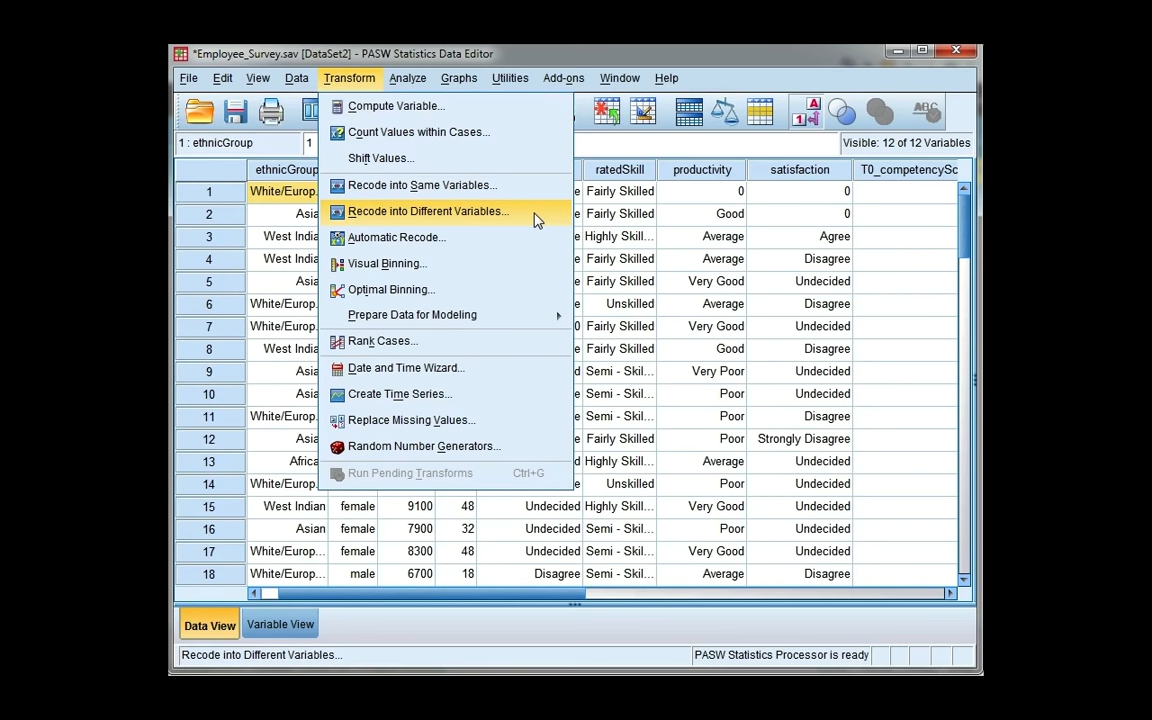 *Employee_Survey.sav [DataSet2] - PASW Statistics Data Editor
File Edit View Data Transform Analyze Graphs Utilities Add-ons Window Help
1 : ethnicGroup 1 Visible: 12 of 12 Variables
Compute Variable...
Count Values within Cases...
Shift Values...
Recode into Same Variables...
Recode into Different Variables...
Automatic Recode...
Visual Binning...
Optimal Binning...
Prepare Data for Modeling
Rank Cases...
Date and Time Wizard...
Create Time Series...
Replace Missing Values...
Random Number Generators...
Run Pending Transforms Ctrl+G
ethnicGroup ratedSkill productivity satisfaction T0_competencySc
1 White/Europ. Fairly Skilled 0 0
2 Asia e Fairly Skilled Good 0
3 West India e Highly Skill... Average Agree
4 West India e Fairly Skilled Average Disagree
5 Asia e Fairly Skilled Very Good Undecided
6 White/Europ. e Unskilled Average Disagree
7 White/Europ. 0 Fairly Skilled Very Good Undecided
8 West India e Fairly Skilled Good Disagree
9 Asia e Semi - Skil... Very Poor Undecided
10 Asia e Semi - Skil... Poor Undecided
11 White/Europ. e Semi - Skil... Poor Disagree
12 Asia e Fairly Skilled Poor Strongly Disagree
13 Africa d Highly Skill... Average Undecided
14 White/Europ. e Unskilled Poor Undecided
15 West Indian female 9100 48 Undecided Highly Skill... Very Good Undecided
16 Asian female 7900 32 Undecided Semi - Skil... Poor Undecided
17 White/Europ... female 8300 48 Undecided Semi - Skil... Very Good Undecided
18 White/Europ... male 6700 18 Disagree Semi - Skil... Average Disagree
Data View Variable View
Recode into Different Variables... PASW Statistics Processor is ready